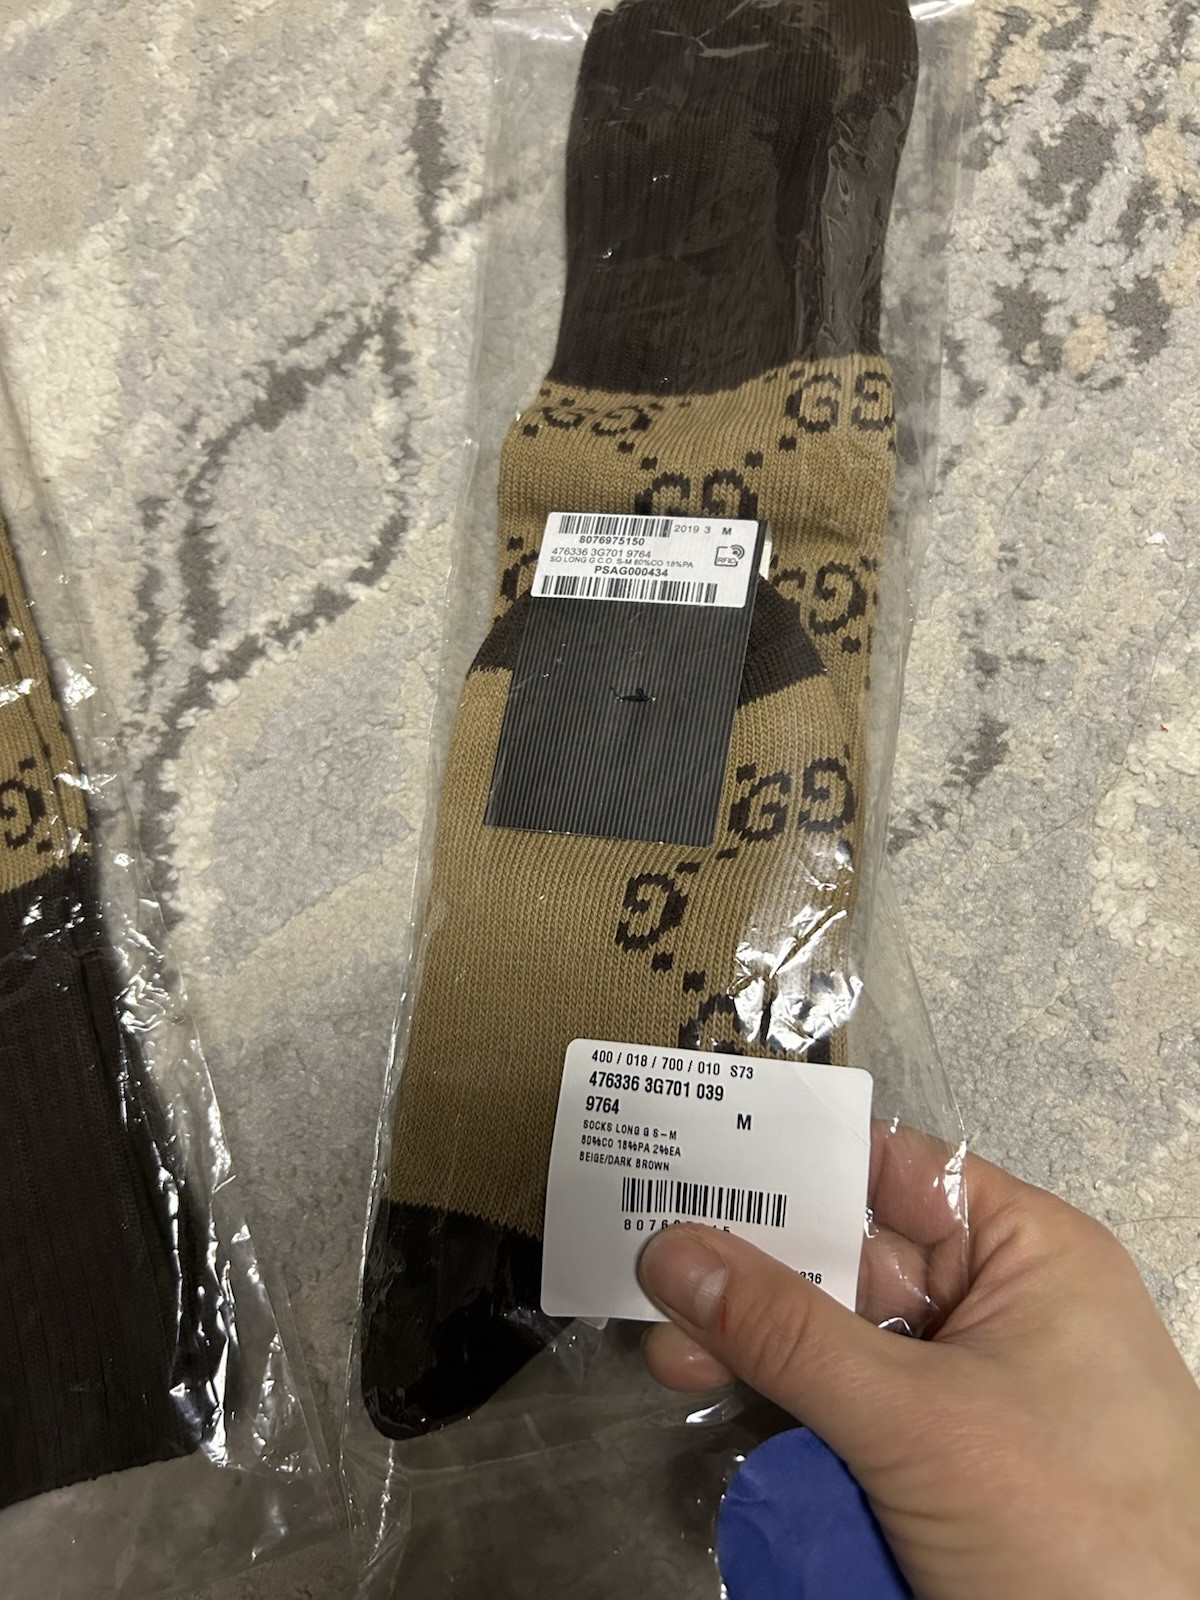 2019 3 M
8076975150
476336 3G701 9764
RFID
SO LONG G C.O. S-M 80%CO 18%PA
PSAG000434
400 / 018 / 700 / 010 S73
476336 3G701 039
9764
M
SOCKS LONG G S-M
80%CO 18%PA 2%EA
BEIGE/DARK BROWN